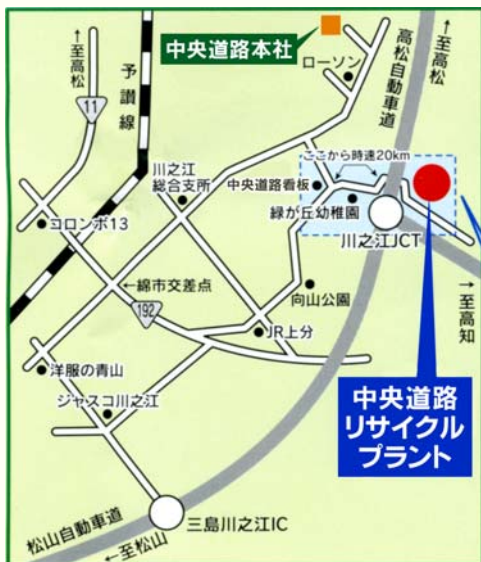 中央道路本社
ローソン
←至高松
高松自動車道
←至高松
11
予讃線
川之江
総合支所
ここから時速20km
中央道路看板
緑が丘幼稚園
川之江JCT
コロンボ13
←綿市交差点
向山公園
192
JR上分
→至高知
洋服の青山
ジャスコ川之江
中央道路
リサイクル
プラント
三島川之江IC
松山自動車道
←至松山